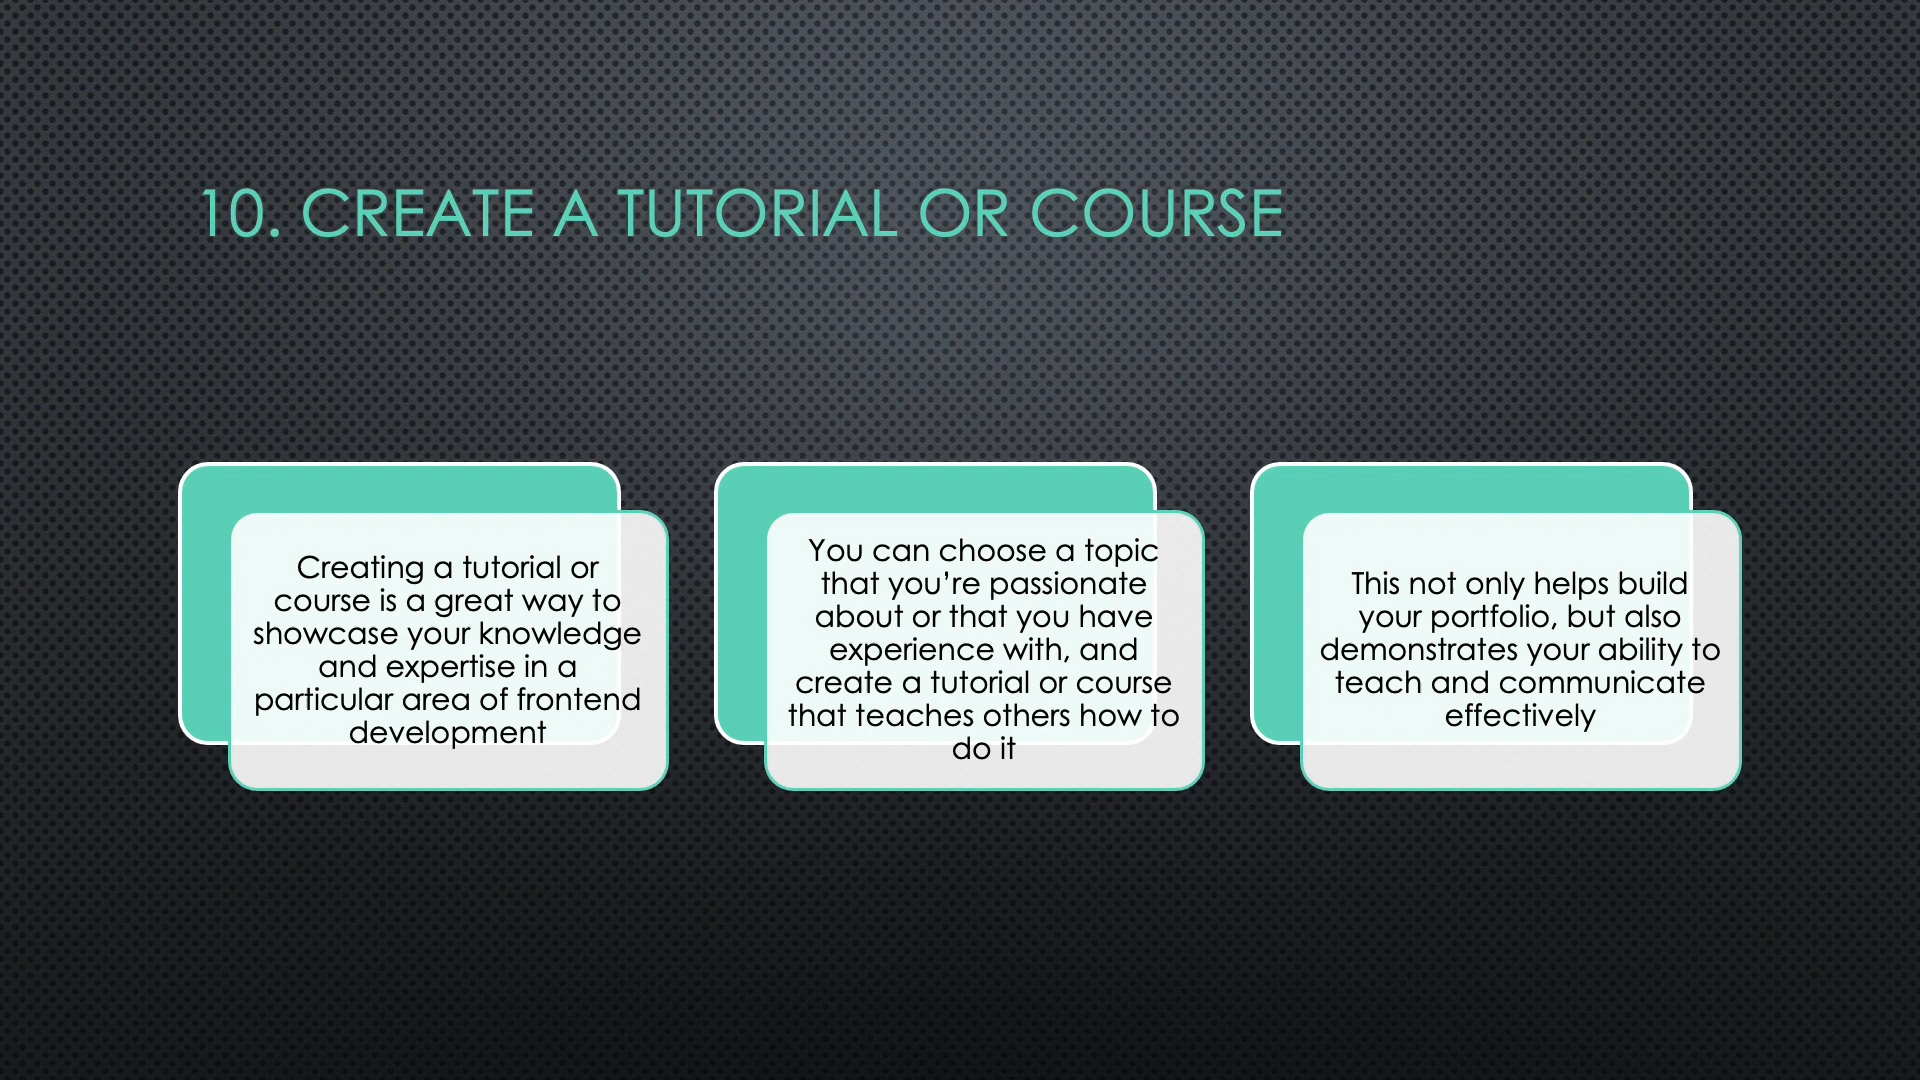 10. CREATE A TUTORIAL OR COURSE
Creating a tutorial or
course is a great way to
showcase your knowledge
and expertise in a
particular area of frontend
development
You can choose a topic
that you’re passionate
about or that you have
experience with, and
create a tutorial or course
that teaches others how to
do it
This not only helps build
your portfolio, but also
demonstrates your ability to
teach and communicate
effectively